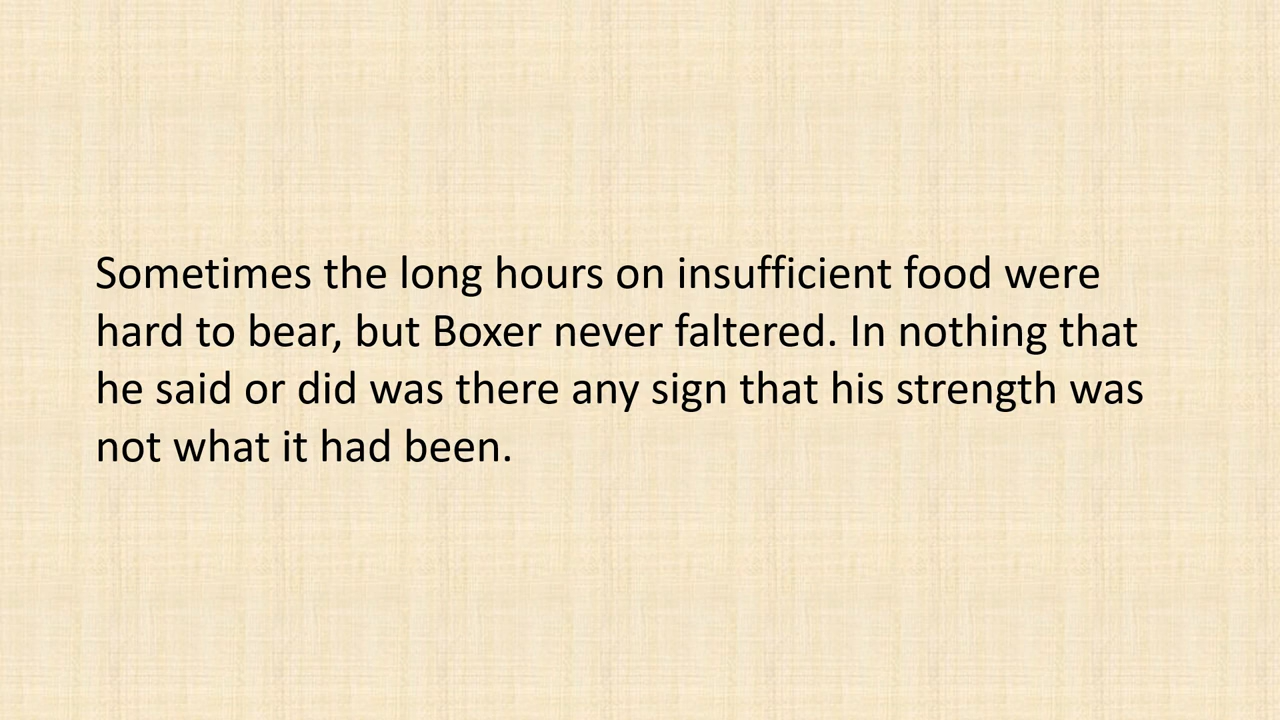 Sometimes the long hours on insufficient food were
hard to bear, but Boxer never faltered. In nothing that
he said or did was there any sign that his strength was
not what it had been.